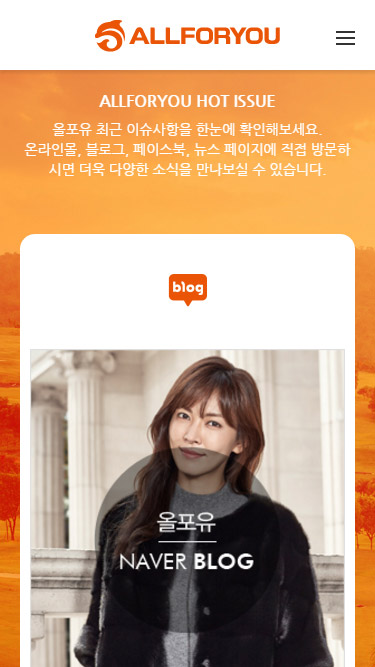 ALLFORYOU
ALLFORYOU HOT ISSUE
올포유 최근 이슈사항을 한눈에 확인해보세요.
온라인몰, 블로그, 페이스북, 뉴스 페이지에 직접 방문하
시면 더욱 다양한 소식을 만나보실 수 있습니다.
blog
올포유
NAVER BLOG